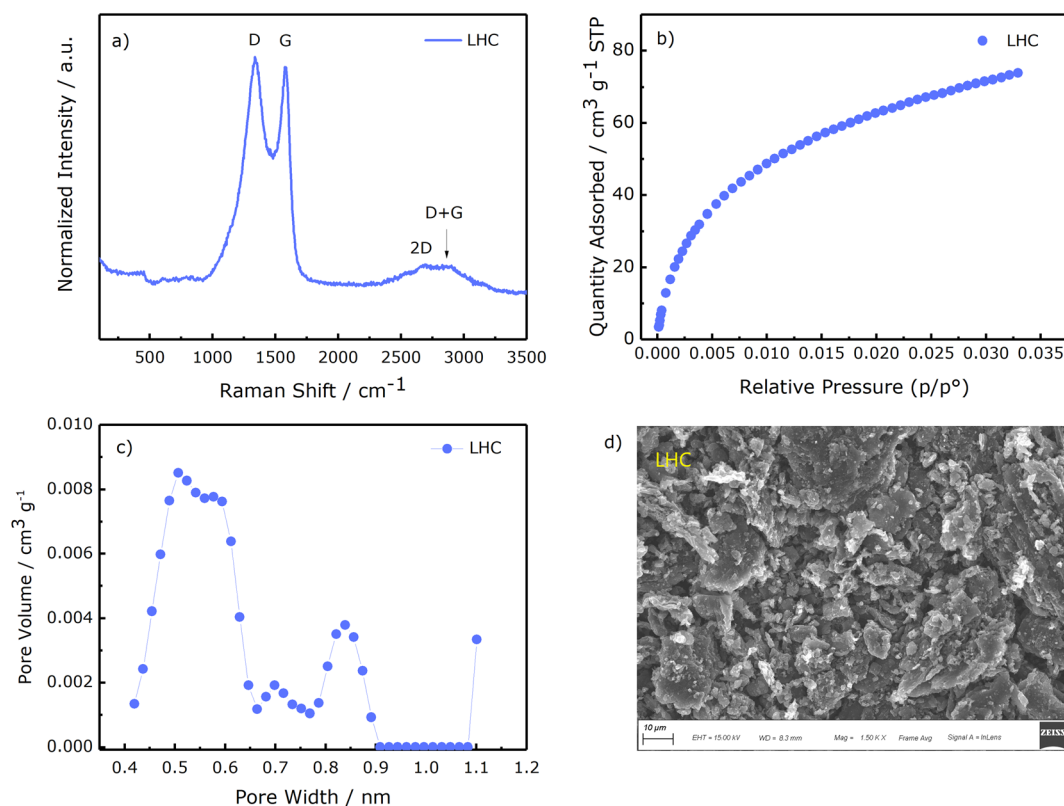 a)
D
G
LHC
D+G
2D
Normalized Intensity / a.u.
500 1000 1500 2000 2500 3000 3500
Raman Shift / cm⁻¹
b)
LHC
Quantity Adsorbed / cm³ g⁻¹ STP
80
60
40
20
0
0.000 0.005 0.010 0.015 0.020 0.025 0.030 0.035
Relative Pressure (p/p°)
c)
LHC
Pore Volume / cm³ g⁻¹
0.010
0.008
0.006
0.004
0.002
0.000
0.4 0.5 0.6 0.7 0.8 0.9 1.0 1.1 1.2
Pore Width / nm
d)
LHC
10 µm
EHT = 15.00 kV WD = 8.3 mm Mag = 1.50 K X Frame Avg Signal A = InLens
ZEISS